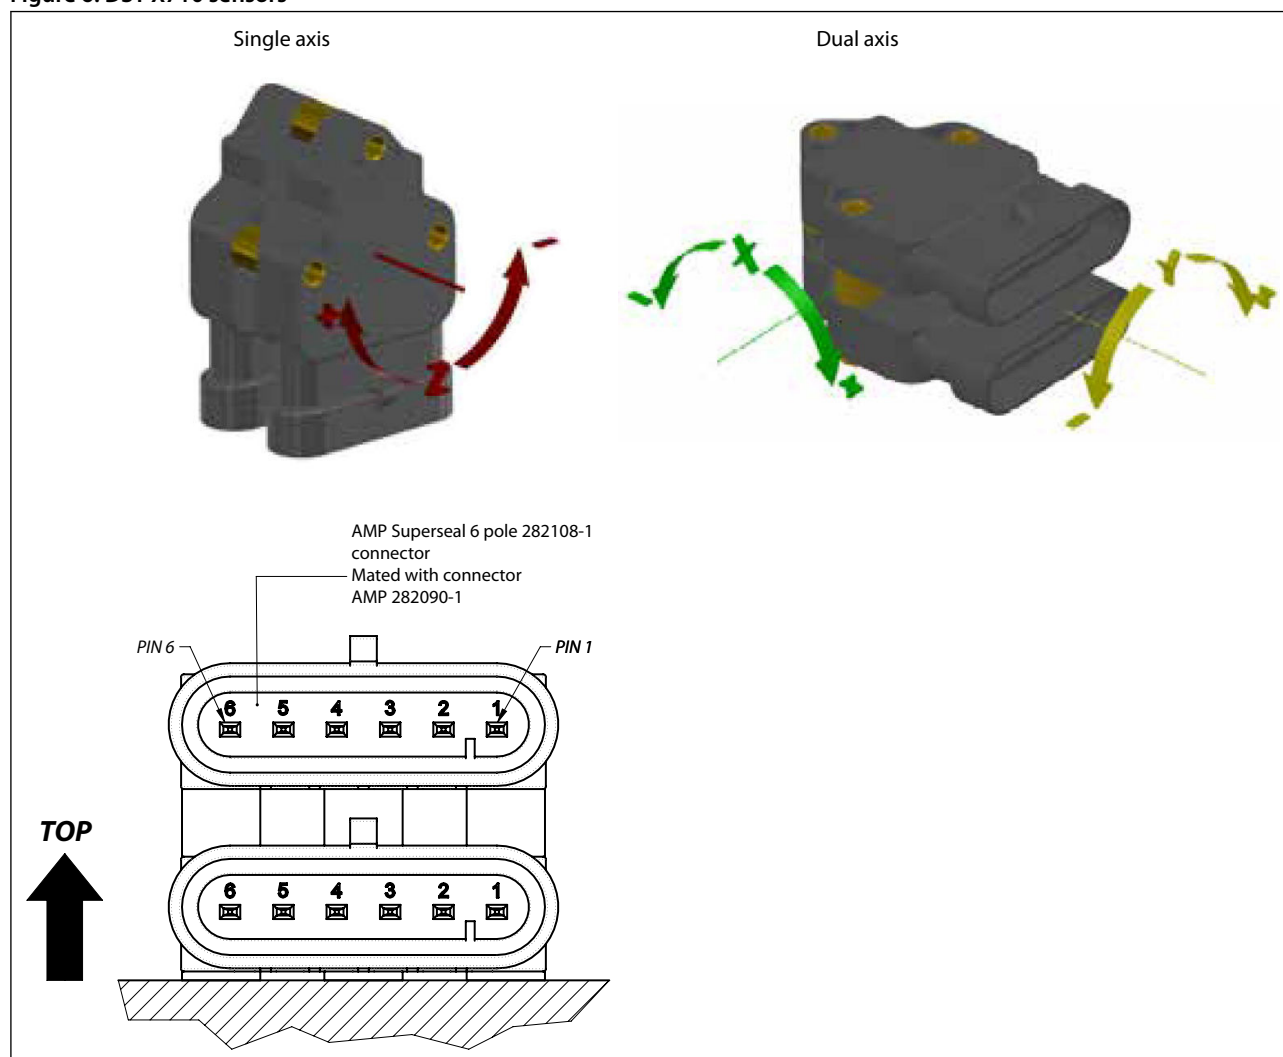 Single axis
Dual axis
+
-
Z
-
X
+
Y
+
-
AMP Superseal 6 pole 282108-1
connector
Mated with connector
AMP 282090-1
PIN 6
PIN 1
6 5 4 3 2 1
TOP
6 5 4 3 2 1